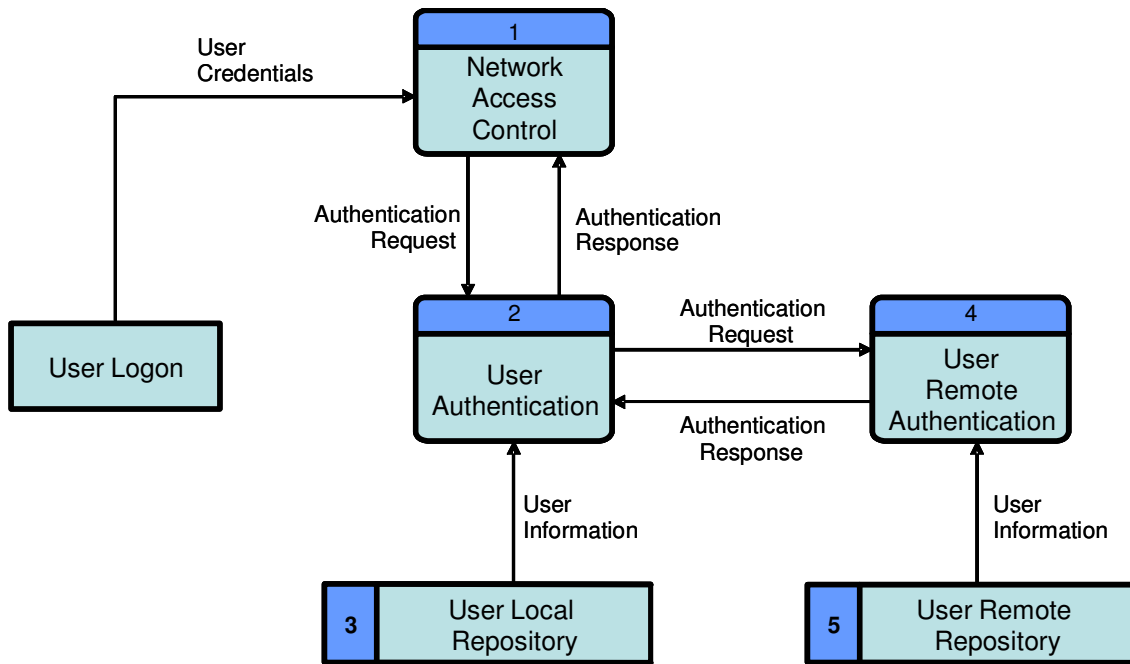 1
Network
Access
Control
User
Credentials
Authentication
Request
Authentication
Response
User Logon
2
User
Authentication
Authentication
Request
Authentication
Response
4
User
Remote
Authentication
User
Information
User
Information
3
User Local
Repository
5
User Remote
Repository